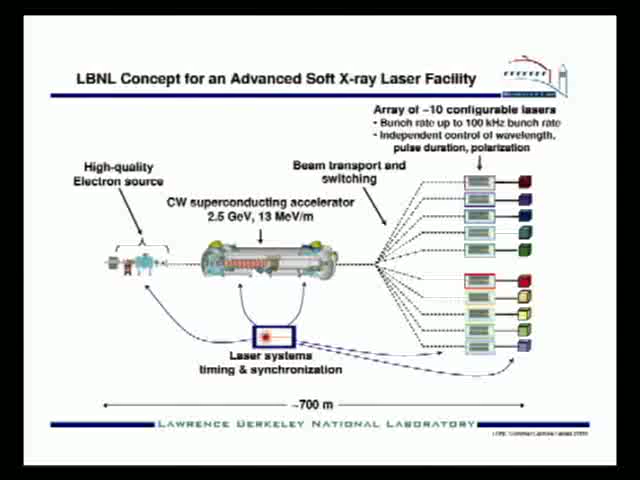 LBNL Concept for an Advanced Soft X-ray Laser Facility
Array of ~10 configurable lasers
• Bunch rate up to 100 kHz bunch rate
• Independent control of wavelength,
pulse duration, polarization
High-quality
Electron source
Beam transport and
switching
CW superconducting accelerator
2.5 GeV, 13 MeV/m
Laser systems
timing & synchronization
~700 m
LAWRENCE BERKELEY NATIONAL LABORATORY